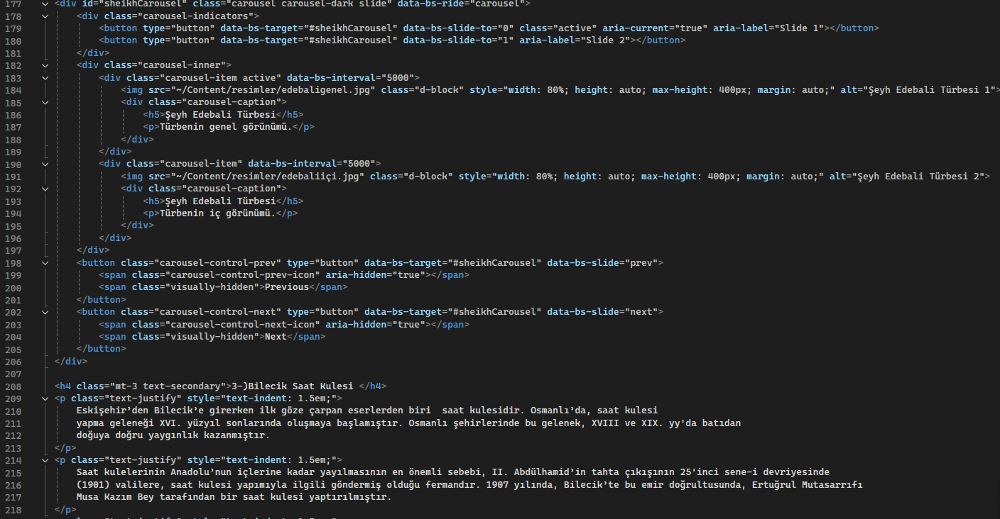 177 <div id="sheikhCarousel" class="carousel carousel-dark slide" data-bs-ride="carousel">
178 <div class="carousel-indicators">
179 <button type="button" data-bs-target="#sheikhCarousel" data-bs-slide-to="0" class="active" aria-current="true" aria-label="Slide 1"></button>
180 <button type="button" data-bs-target="#sheikhCarousel" data-bs-slide-to="1" aria-label="Slide 2"></button>
181 </div>
182 <div class="carousel-inner">
183 <div class="carousel-item active" data-bs-interval="5000">
184 <img src="~/Content/resimler/edebaligenel.jpg" class="d-block" style="width: 80%; height: auto; max-height: 400px; margin: auto;" alt="Şeyh Edebali Türbesi 1">
185 <div class="carousel-caption">
186 <h5>Şeyh Edebali Türbesi</h5>
187 <p>Türbenin genel görünümü.</p>
188 </div>
189 </div>
190 <div class="carousel-item" data-bs-interval="5000">
191 <img src="~/Content/resimler/edebaliiçi.jpg" class="d-block" style="width: 80%; height: auto; max-height: 400px; margin: auto;" alt="Şeyh Edebali Türbesi 2">
192 <div class="carousel-caption">
193 <h5>Şeyh Edebali Türbesi</h5>
194 <p>Türbenin iç görünümü.</p>
195 </div>
196 </div>
197 </div>
198 <button class="carousel-control-prev" type="button" data-bs-target="#sheikhCarousel" data-bs-slide="prev">
199 <span class="carousel-control-prev-icon" aria-hidden="true"></span>
200 <span class="visually-hidden">Previous</span>
201 </button>
202 <button class="carousel-control-next" type="button" data-bs-target="#sheikhCarousel" data-bs-slide="next">
203 <span class="carousel-control-next-icon" aria-hidden="true"></span>
204 <span class="visually-hidden">Next</span>
205 </button>
206 </div>
207
208 <h4 class="mt-3 text-secondary">3-)Bilecik Saat Kulesi </h4>
209 <p class="text-justify" style="text-indent: 1.5em;">
210 Eskişehir’den Bilecik’e girerken ilk göze çarpan eserlerden biri  saat kulesidir. Osmanlı’da, saat kulesi
211 yapma geleneği XVI. yüzyıl sonlarında oluşmaya başlamıştır. Osmanlı şehirlerinde bu gelenek, XVIII ve XIX. yy'da batıdan
212 doğuya doğru yaygınlık kazanmıştır.
213 </p>
214 <p class="text-justify" style="text-indent: 1.5em;">
215 Saat kulelerinin Anadolu’nun içlerine kadar yayılmasının en önemli sebebi, II. Abdülhamid’in tahta çıkışının 25'inci sene-i devriyesinde
216 (1901) valilere, saat kulesi yapımıyla ilgili göndermiş olduğu fermandır. 1907 yılında, Bilecik’te bu emir doğrultusunda, Ertuğrul Mutasarrıfı
217 Musa Kazım Bey tarafından bir saat kulesi yaptırılmıştır.
218 </p>